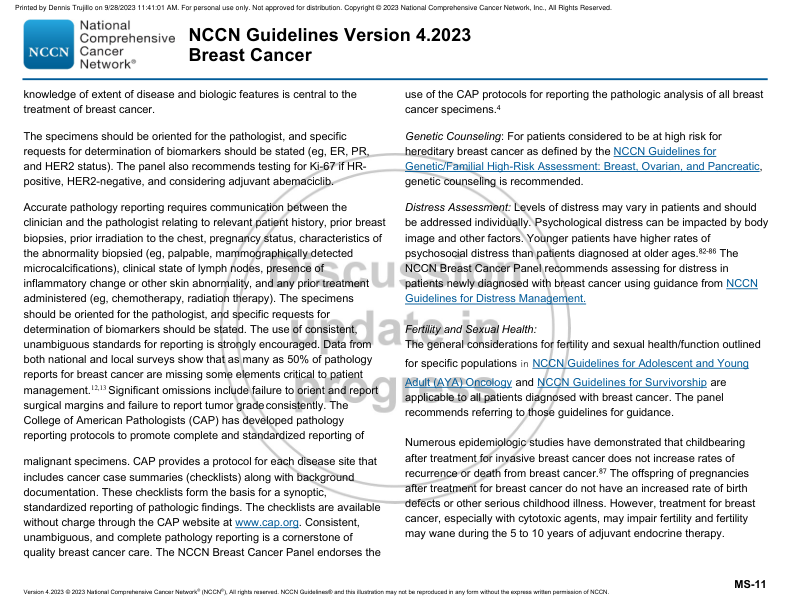 Printed by Dennis Trujillo on 9/28/2023 11:41:01 AM. For personal use only. Not approved for distribution. Copyright © 2023 National Comprehensive Cancer Network, Inc., All Rights Reserved.
NCCN
National
Comprehensive
Cancer
Network®
NCCN Guidelines Version 4.2023
Breast Cancer
knowledge of extent of disease and biologic features is central to the
treatment of breast cancer.
The specimens should be oriented for the pathologist, and specific
requests for determination of biomarkers should be stated (eg, ER, PR,
and HER2 status). The panel also recommends testing for Ki-67 if HR-
positive, HER2-negative, and considering adjuvant abemaciclib.
Accurate pathology reporting requires communication between the
clinician and the pathologist relating to relevant patient history, prior breast
biopsies, prior irradiation to the chest, pregnancy status, characteristics of
the abnormality biopsied (eg, palpable, mammographically detected
microcalcifications), clinical state of lymph nodes, presence of
inflammatory change or other skin abnormality, and any prior treatment
administered (eg, chemotherapy, radiation therapy). The specimens
should be oriented for the pathologist, and specific requests for
determination of biomarkers should be stated. The use of consistent,
unambiguous standards for reporting is strongly encouraged. Data from
both national and local surveys show that as many as 50% of pathology
reports for breast cancer are missing some elements critical to patient
management.12,13 Significant omissions include failure to orient and report
surgical margins and failure to report tumor grade consistently. The
College of American Pathologists (CAP) has developed pathology
reporting protocols to promote complete and standardized reporting of
malignant specimens. CAP provides a protocol for each disease site that
includes cancer case summaries (checklists) along with background
documentation. These checklists form the basis for a synoptic,
standardized reporting of pathologic findings. The checklists are available
without charge through the CAP website at www.cap.org. Consistent,
unambiguous, and complete pathology reporting is a cornerstone of
quality breast cancer care. The NCCN Breast Cancer Panel endorses the
use of the CAP protocols for reporting the pathologic analysis of all breast
cancer specimens.4
Genetic Counseling: For patients considered to be at high risk for
hereditary breast cancer as defined by the NCCN Guidelines for
Genetic/Familial High-Risk Assessment: Breast, Ovarian, and Pancreatic,
genetic counseling is recommended.
Distress Assessment: Levels of distress may vary in patients and should
be addressed individually. Psychological distress can be impacted by body
image and other factors. Younger patients have higher rates of
psychosocial distress than patients diagnosed at older ages.82-86 The
NCCN Breast Cancer Panel recommends assessing for distress in
patients newly diagnosed with breast cancer using guidance from NCCN
Guidelines for Distress Management.
Fertility and Sexual Health:
The general considerations for fertility and sexual health/function outlined
for specific populations in NCCN Guidelines for Adolescent and Young
Adult (AYA) Oncology and NCCN Guidelines for Survivorship are
applicable to all patients diagnosed with breast cancer. The panel
recommends referring to those guidelines for guidance.
Numerous epidemiologic studies have demonstrated that childbearing
after treatment for invasive breast cancer does not increase rates of
recurrence or death from breast cancer.87 The offspring of pregnancies
after treatment for breast cancer do not have an increased rate of birth
defects or other serious childhood illness. However, treatment for breast
cancer, especially with cytotoxic agents, may impair fertility and fertility
may wane during the 5 to 10 years of adjuvant endocrine therapy.
Discussion
update in
progress
MS-11
Version 4.2023 © 2023 National Comprehensive Cancer Network® (NCCN®), All rights reserved. NCCN Guidelines® and this illustration may not be reproduced in any form without the express written permission of NCCN.